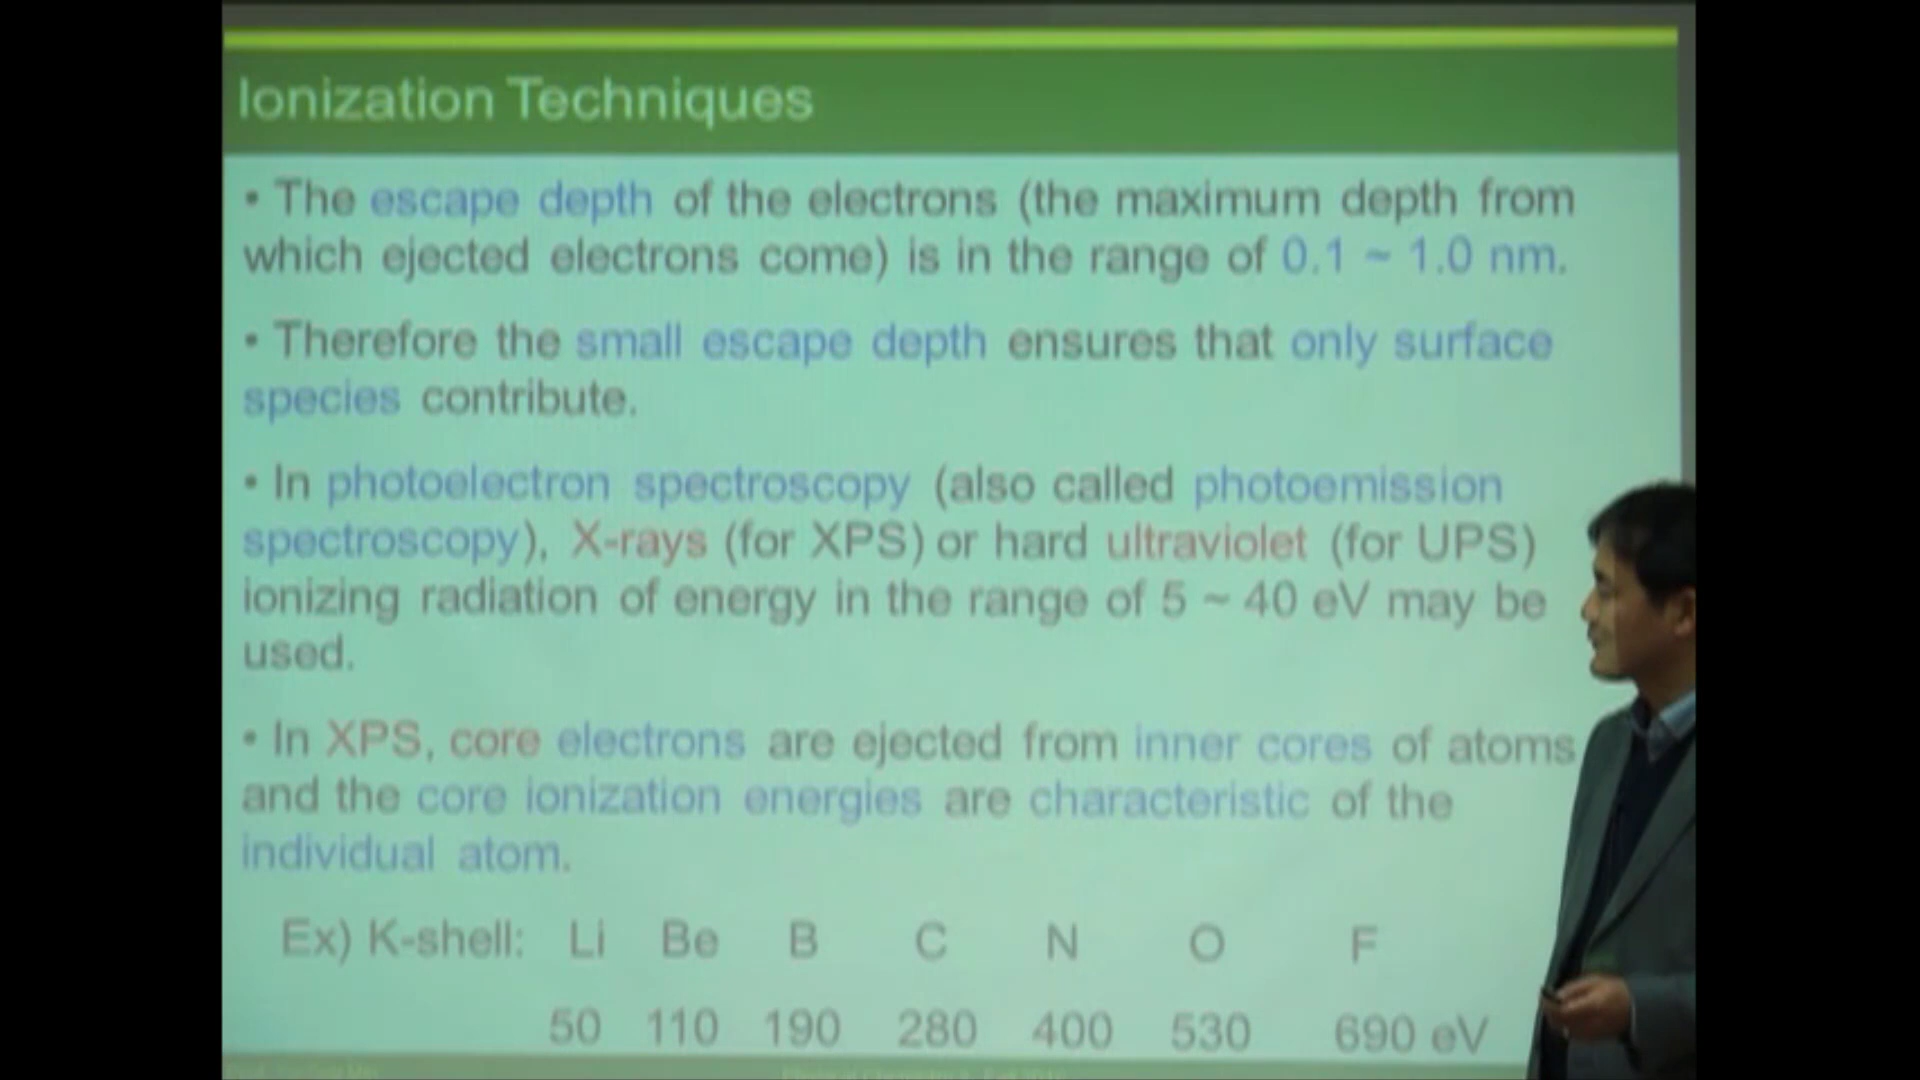 Ionization Techniques
• The escape depth of the electrons (the maximum depth from
which ejected electrons come) is in the range of 0.1 ~ 1.0 nm.
• Therefore the small escape depth ensures that only surface
species contribute.
• In photoelectron spectroscopy (also called photoemission
spectroscopy), X-rays (for XPS) or hard ultraviolet (for UPS)
ionizing radiation of energy in the range of 5 ~ 40 eV may be
used.
• In XPS, core electrons are ejected from inner cores of atoms
and the core ionization energies are characteristic of the
individual atom.
Ex) K-shell: Li Be B C N O F
50 110 190 280 400 530 690 eV